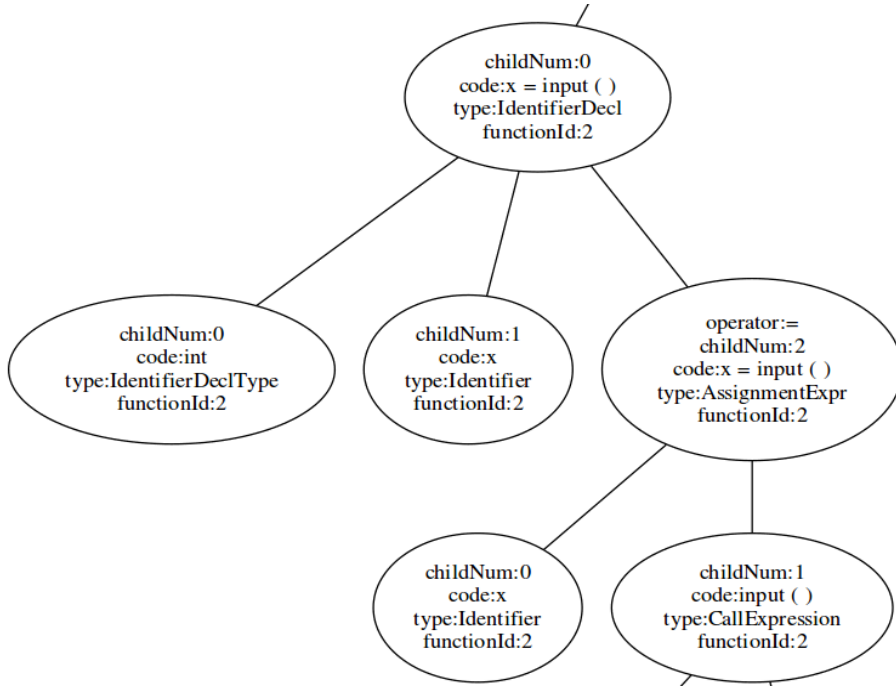 childNum:0
code:x = input ( )
type:IdentifierDecl
functionId:2
childNum:0
code:int
type:IdentifierDeclType
functionId:2
childNum:1
code:x
type:Identifier
functionId:2
operator:=
childNum:2
code:x = input ( )
type:AssignmentExpr
functionId:2
childNum:0
code:x
type:Identifier
functionId:2
childNum:1
code:input ( )
type:CallExpression
functionId:2